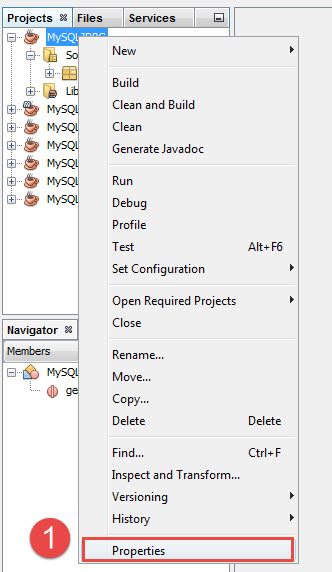 Projects Files Services
MySQLJDBC
New
So
Build
Clean and Build
Lib
Clean
MySQL
Generate Javadoc
MySQL
MySQL
Run
MySQL
Debug
MySQL
Profile
Test Alt+F6
Set Configuration
Open Required Projects
Close
Navigator
Members
Rename...
MySQL
Move...
ge
Copy...
Delete Delete
Find... Ctrl+F
Inspect and Transform...
Versioning
History
1
Properties